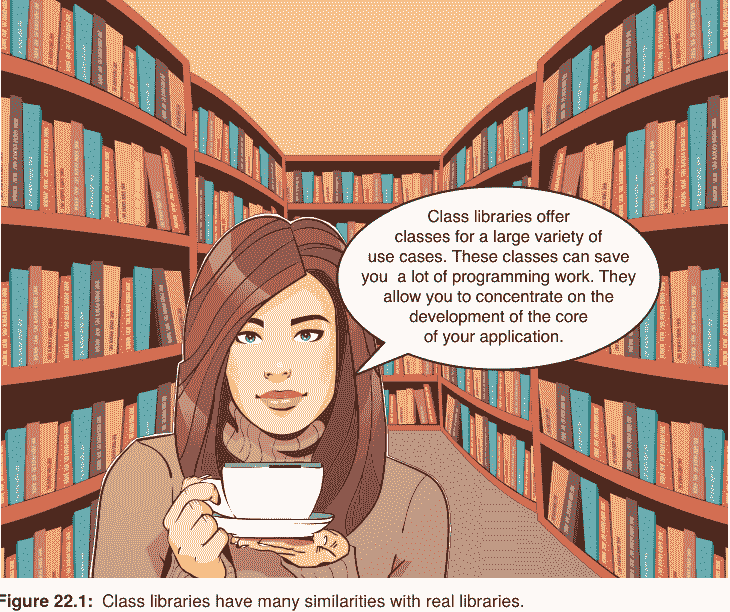 Class libraries offer
classes for a large variety of
use cases. These classes can save
you a lot of programming work. They
allow you to concentrate on the
development of the core
of your application.
Figure 22.1: Class libraries have many similarities with real libraries.